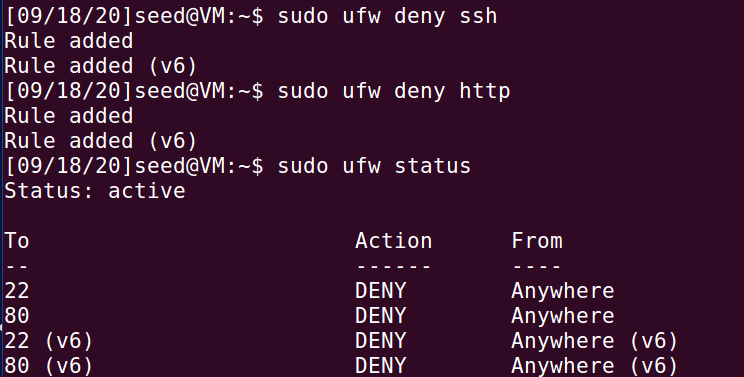 [09/18/20]seed@VM:~$ sudo ufw deny ssh
Rule added
Rule added (v6)
[09/18/20]seed@VM:~$ sudo ufw deny http
Rule added
Rule added (v6)
[09/18/20]seed@VM:~$ sudo ufw status
Status: active

To                         Action      From
--                         ------      ----
22                         DENY        Anywhere
80                         DENY        Anywhere
22 (v6)                    DENY        Anywhere (v6)
80 (v6)                    DENY        Anywhere (v6)